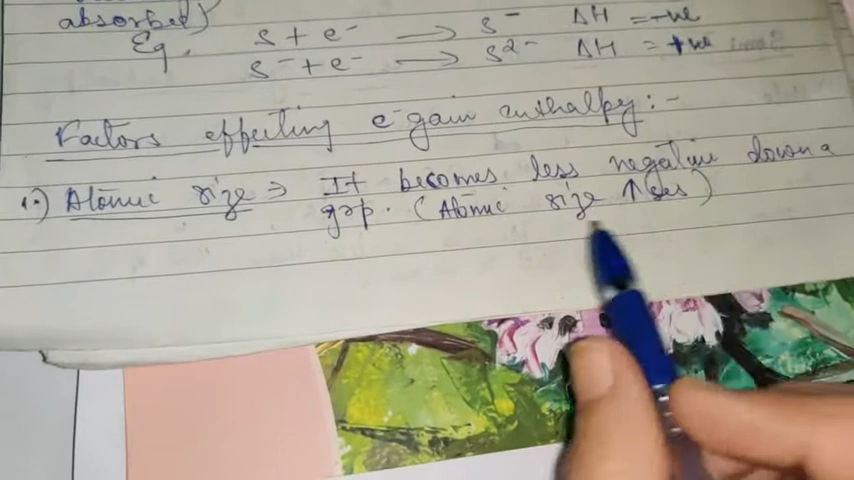 absorbed)
Eg. S + e⁻ → S⁻ ΔH = -ve
S⁻ + e⁻ → S²⁻ ΔH = +ve
Factors effecting e⁻ gain enthalpy :-
1.) Atomic size ⇒ It becomes less negative down a
grp. (Atomic size ↑ses)